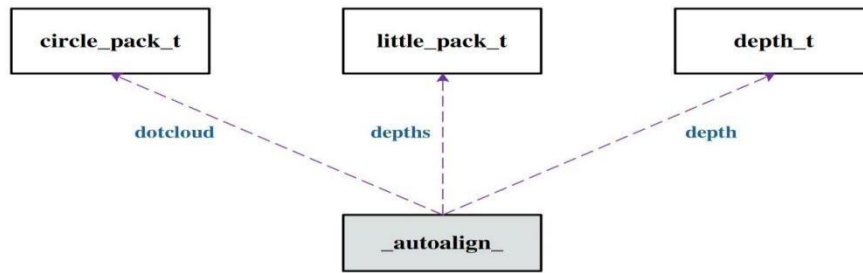 circle_pack_t little_pack_t depth_t
dotcloud depths depth
_autoalign_